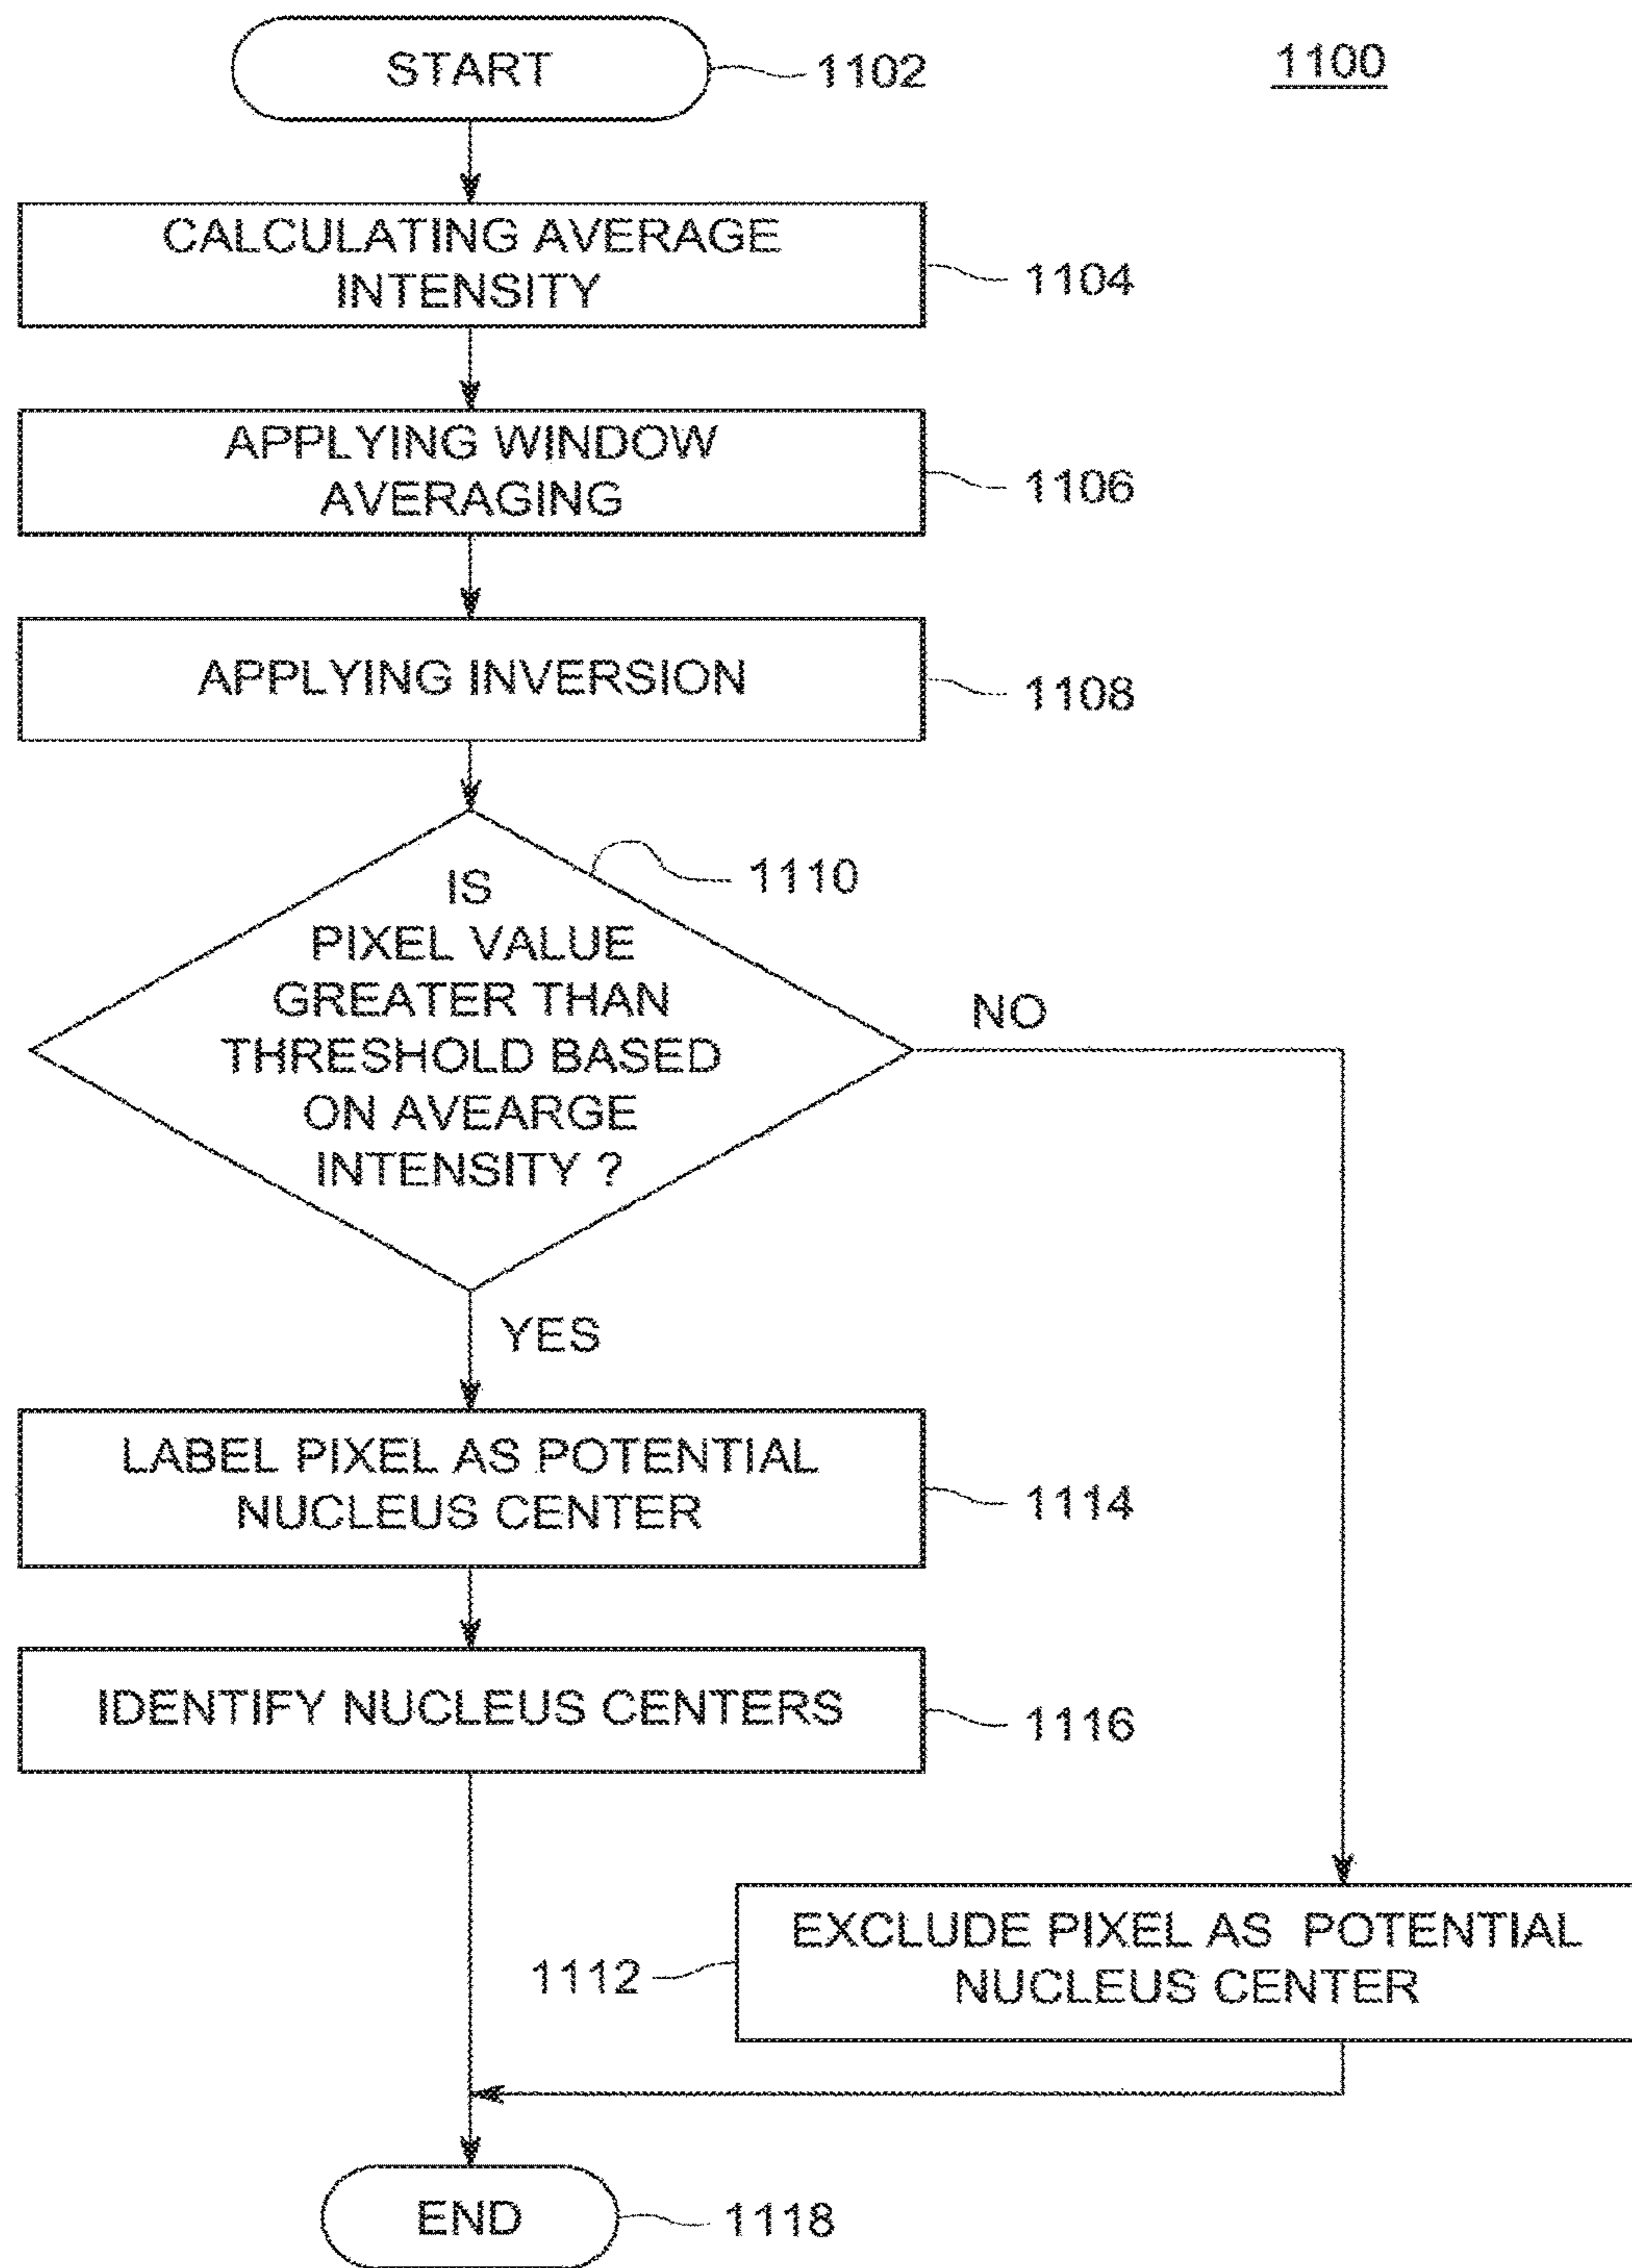 START
1102
1100
CALCULATING AVERAGE
INTENSITY
1104
APPLYING WINDOW
AVERAGING
1106
APPLYING INVERSION
1108
IS
PIXEL VALUE
GREATER THAN
THRESHOLD BASED
ON AVEARGE
INTENSITY ?
1110
NO
YES
LABEL PIXEL AS POTENTIAL
NUCLEUS CENTER
1114
IDENTIFY NUCLEUS CENTERS
1116
EXCLUDE PIXEL AS POTENTIAL
NUCLEUS CENTER
1112
END
1118